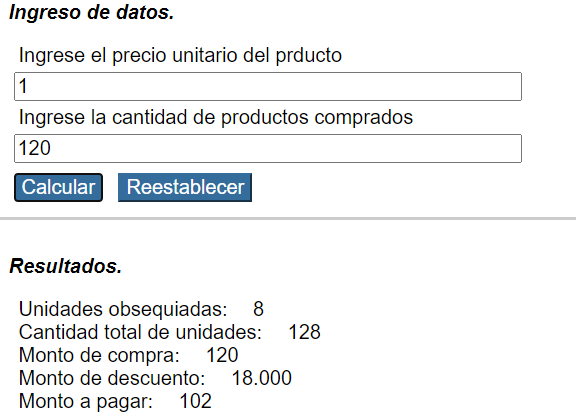 Ingreso de datos.
Ingrese el precio unitario del prducto
1
Ingrese la cantidad de productos comprados
120
Calcular Reestablecer
Resultados.
Unidades obsequiadas: 8
Cantidad total de unidades: 128
Monto de compra: 120
Monto de descuento: 18.000
Monto a pagar: 102